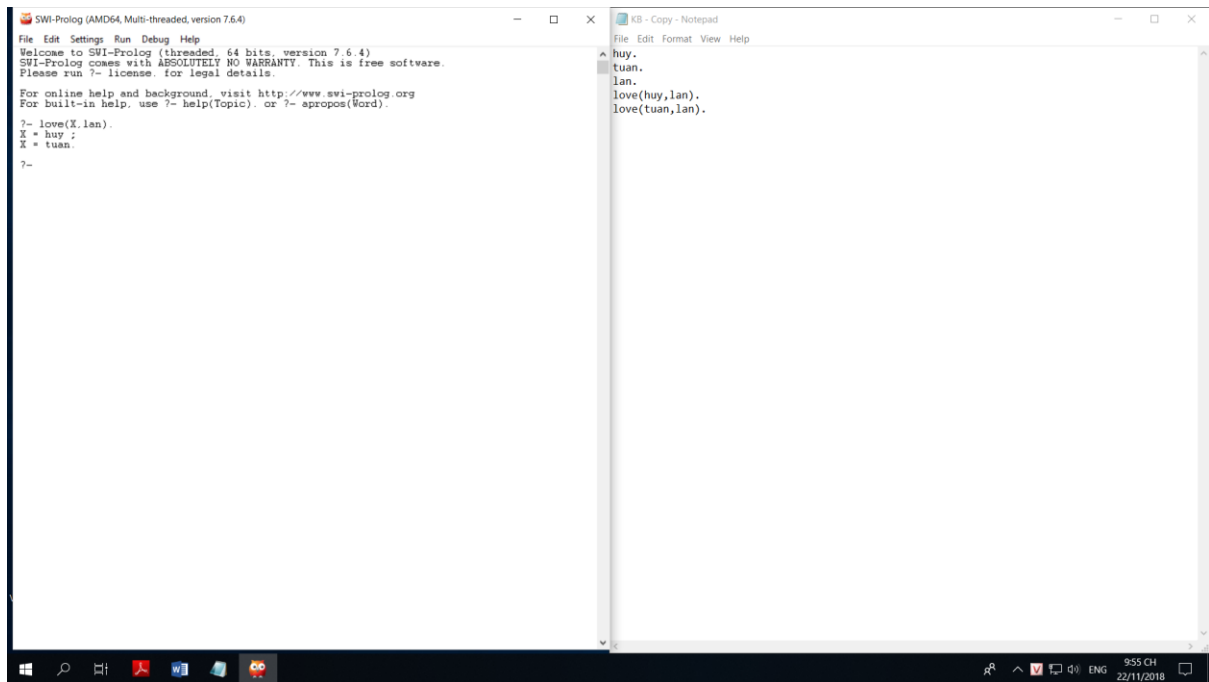 SWI-Prolog (AMD64, Multi-threaded, version 7.6.4)
File Edit Settings Run Debug Help
Welcome to SWI-Prolog (threaded, 64 bits, version 7.6.4)
SWI-Prolog comes with ABSOLUTELY NO WARRANTY. This is free software.
Please run ?- license. for legal details.
For online help and background, visit http://www.swi-prolog.org
For built-in help, use ?- help(Topic). or ?- apropos(Word).
?- love(X,lan).
X = huy ;
X = tuan.
?-
KB - Copy - Notepad
File Edit Format View Help
huy.
tuan.
lan.
love(huy,lan).
love(tuan,lan).
ENG
9:55 CH
22/11/2018